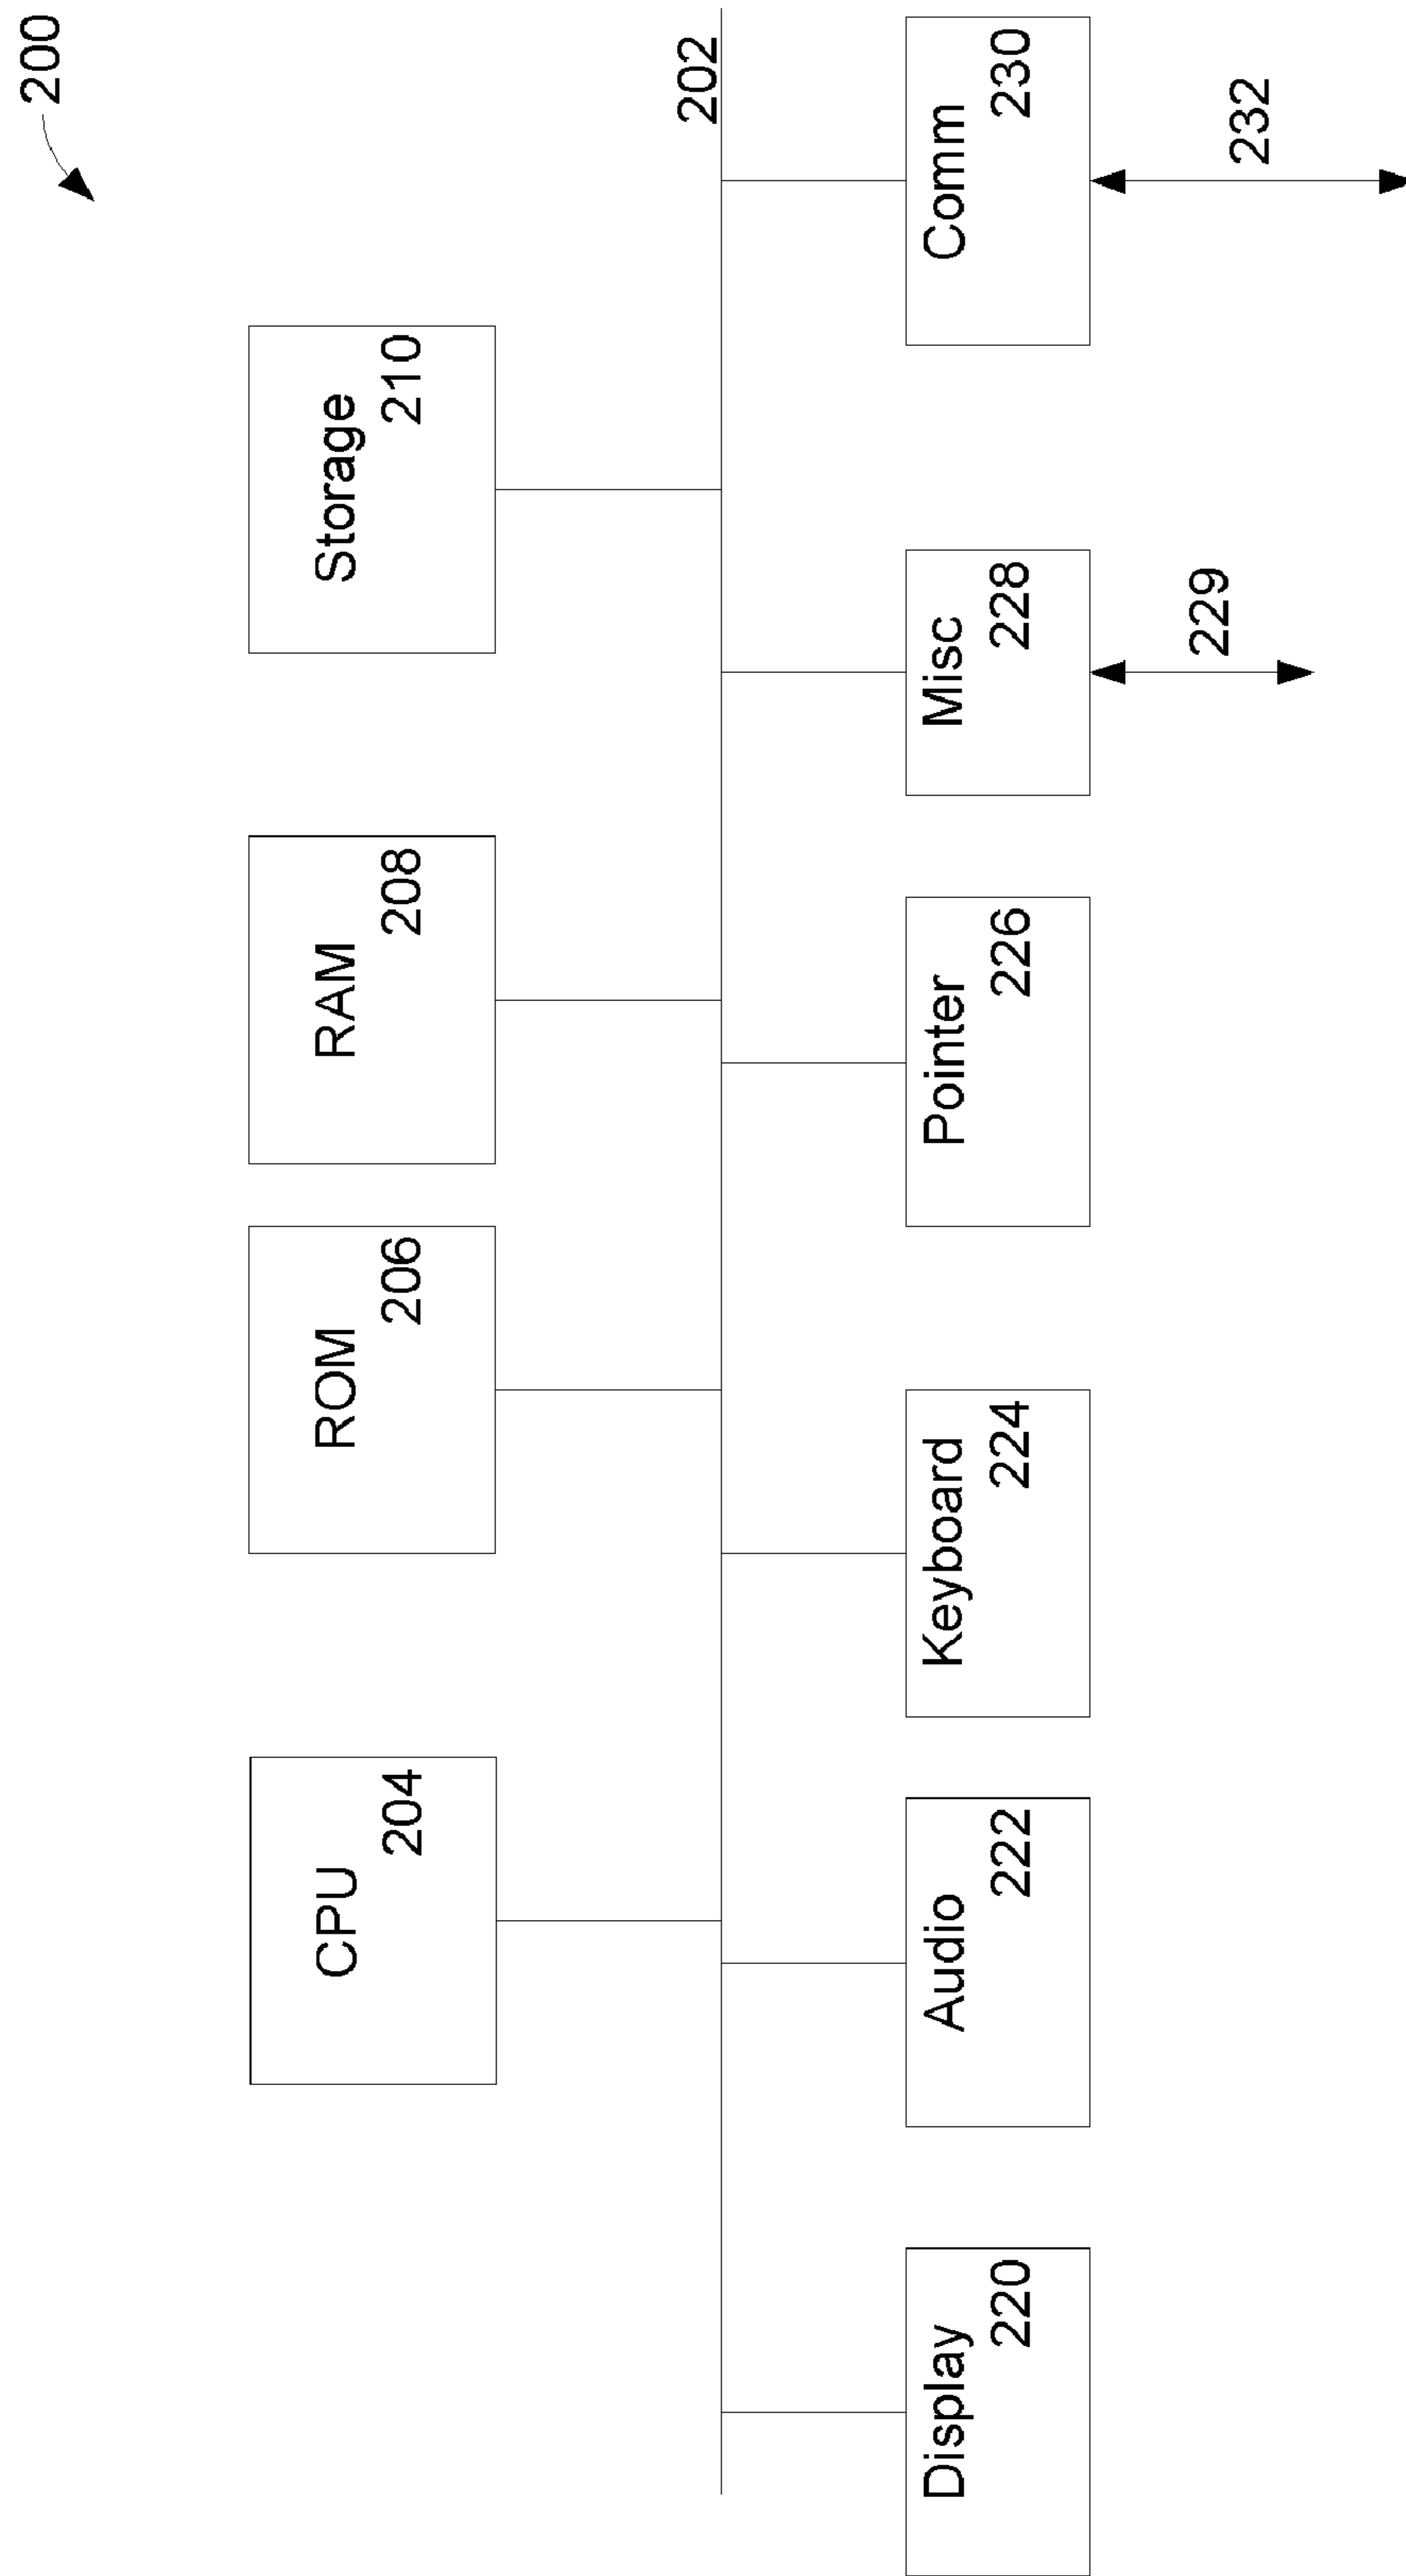 200
CPU
204
ROM
206
RAM
208
Storage
210
202
Display
220
Audio
222
Keyboard
224
Pointer
226
Misc
228
Comm
230
229
232